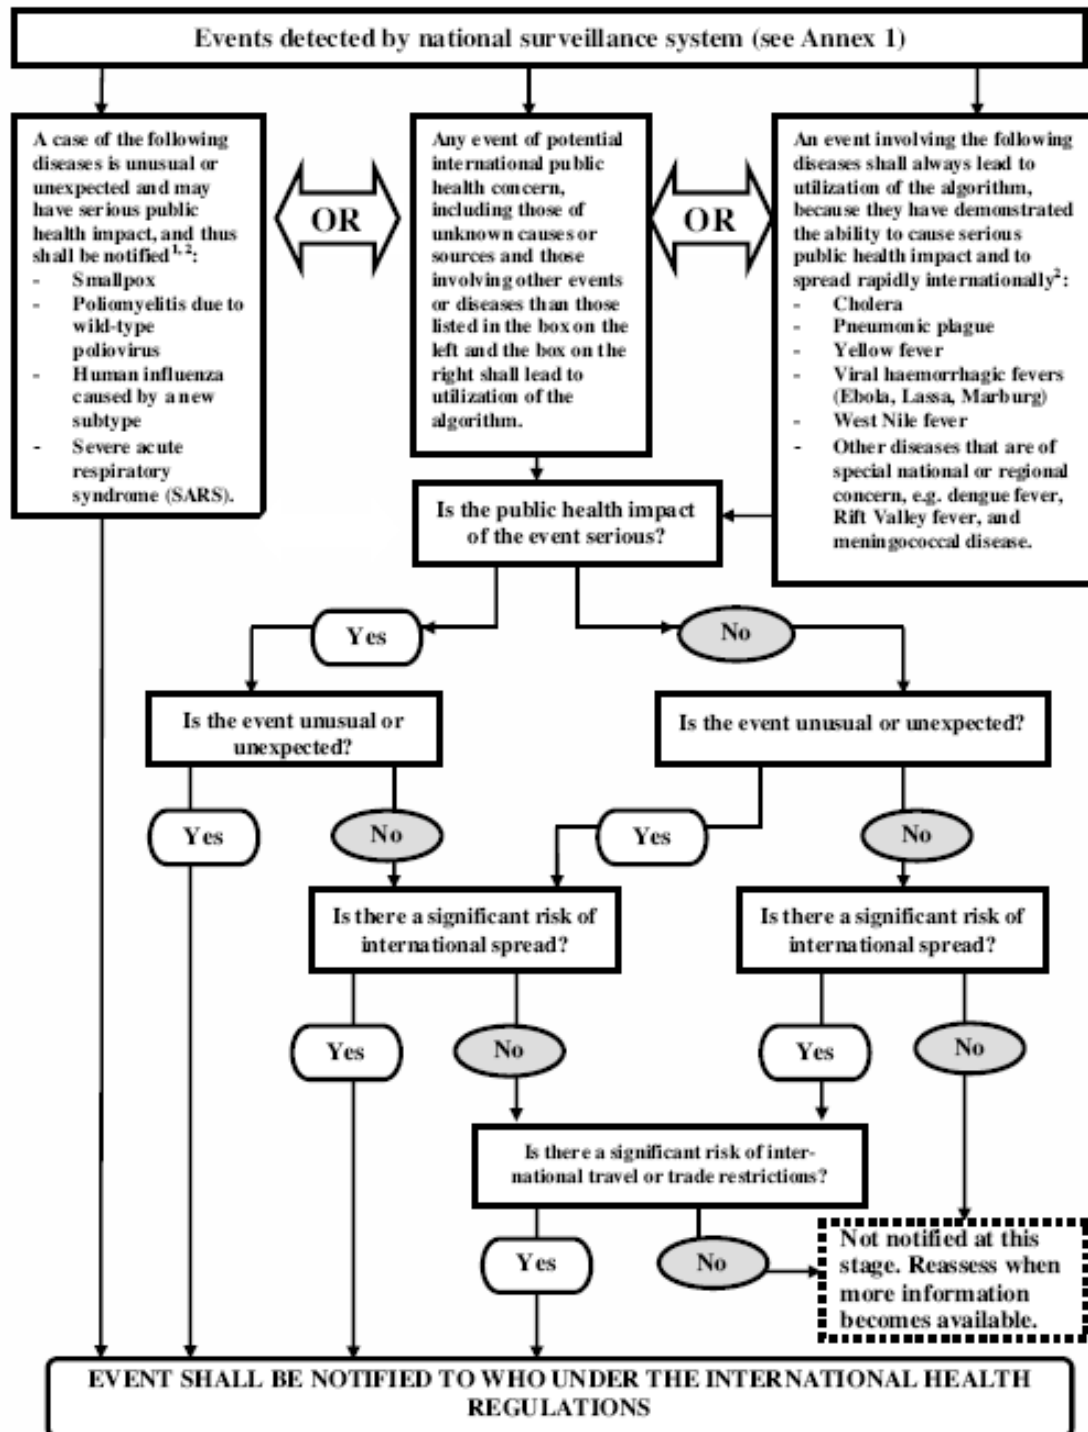 Events detected by national surveillance system (see Annex 1)
A case of the following
diseases is unusual or
unexpected and may
have serious public
health impact, and thus
shall be notified1, 2:
- Smallpox
- Poliomyelitis due to
wild-type
poliovirus
- Human influenza
caused by a new
subtype
- Severe acute
respiratory
syndrome (SARS).
OR
Any event of potential
international public
health concern,
including those of
unknown causes or
sources and those
involving other events
or diseases than those
listed in the box on the
left and the box on the
right shall lead to
utilization of the
algorithm.
OR
An event involving the following
diseases shall always lead to
utilization of the algorithm,
because they have demonstrated
the ability to cause serious
public health impact and to
spread rapidly internationally2:
- Cholera
- Pneumonic plague
- Yellow fever
- Viral haemorrhagic fevers
(Ebola, Lassa, Marburg)
- West Nile fever
- Other diseases that are of
special national or regional
concern, e.g. dengue fever,
Rift Valley fever, and
meningococcal disease.
Is the public health impact
of the event serious?
Yes
No
Is the event unusual or
unexpected?
Is the event unusual or unexpected?
Yes
No
Yes
No
Is there a significant risk of
international spread?
Is there a significant risk of
international spread?
Yes
No
Yes
No
Is there a significant risk of inter-
national travel or trade restrictions?
Yes
No
Not notified at this
stage. Reassess when
more information
becomes available.
EVENT SHALL BE NOTIFIED TO WHO UNDER THE INTERNATIONAL HEALTH
REGULATIONS